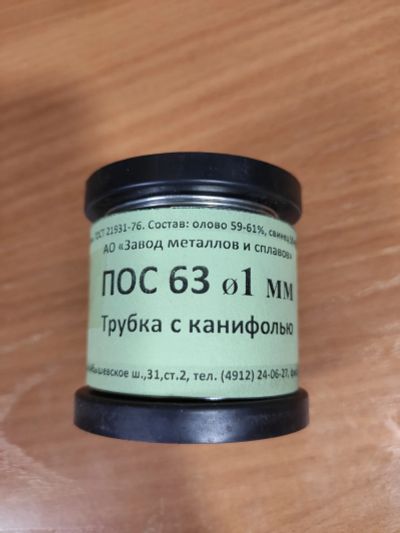 ГОСТ 21931-76. Состав: олово 59-61%, свинец
АО «Завод металлов и сплавов»
ПОС 63 ø1 мм
Трубка с канифолью
ш.,31,ст.2, тел. (4912) 24-06-27,